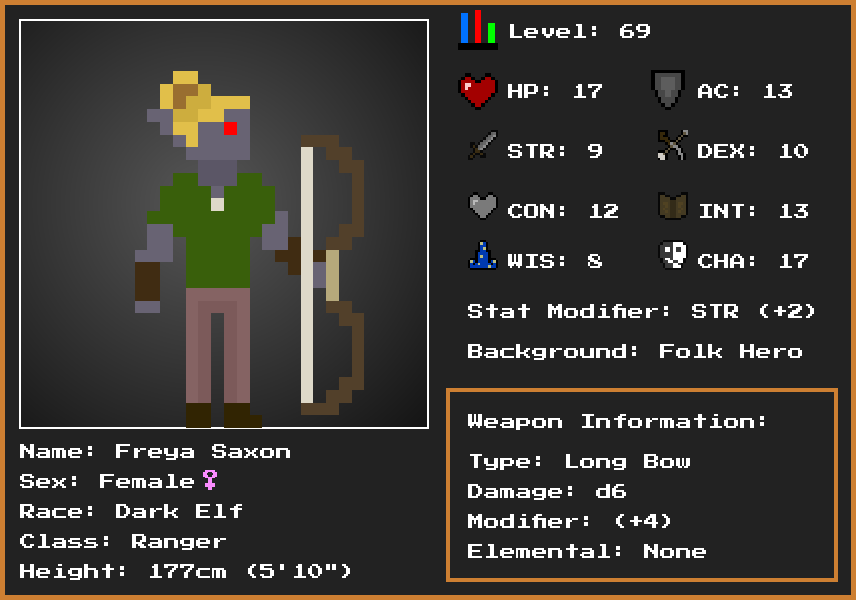 Level: 69
HP: 17 AC: 13
STR: 9 DEX: 10
CON: 12 INT: 13
WIS: 8 CHA: 17
Stat Modifier: STR (+2)
Background: Folk Hero
Weapon Information:
Type: Long Bow
Damage: d6
Modifier: (+4)
Elemental: None
Name: Freya Saxon
Sex: Female♀
Race: Dark Elf
Class: Ranger
Height: 177cm (5'10")